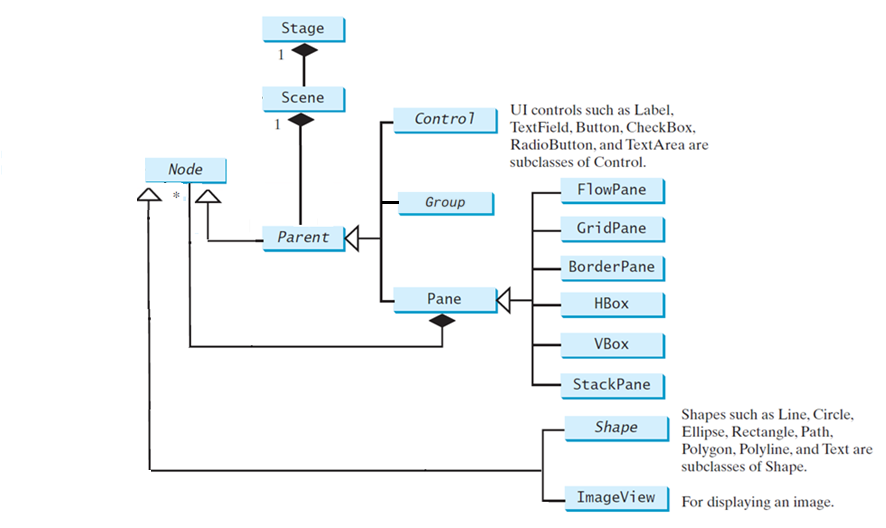 Stage
1
Scene
1
Control
UI controls such as Label,
TextField, Button, CheckBox,
RadioButton, and TextArea are
subclasses of Control.
Node
*
Group
FlowPane
GridPane
Parent
BorderPane
Pane
HBox
VBox
StackPane
Shape
Shapes such as Line, Circle,
Ellipse, Rectangle, Path,
Polygon, Polyline, and Text are
subclasses of Shape.
ImageView
For displaying an image.